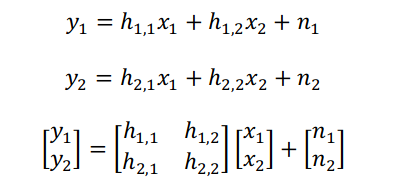 y₁ = h₁,₁x₁ + h₁,₂x₂ + n₁
y₂ = h₂,₁x₁ + h₂,₂x₂ + n₂
[y₁ y₂] = [h₁,₁ h₁,₂ h₂,₁ h₂,₂] [x₁ x₂] + [n₁ n₂]